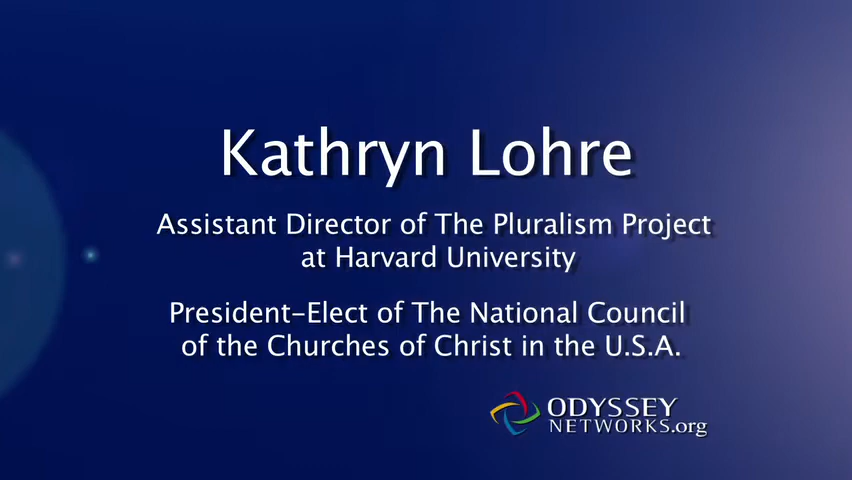 Kathryn Lohre
Assistant Director of The Pluralism Project
at Harvard University
President-Elect of The National Council
of the Churches of Christ in the U.S.A.
ODYSSEY
NETWORKS.org